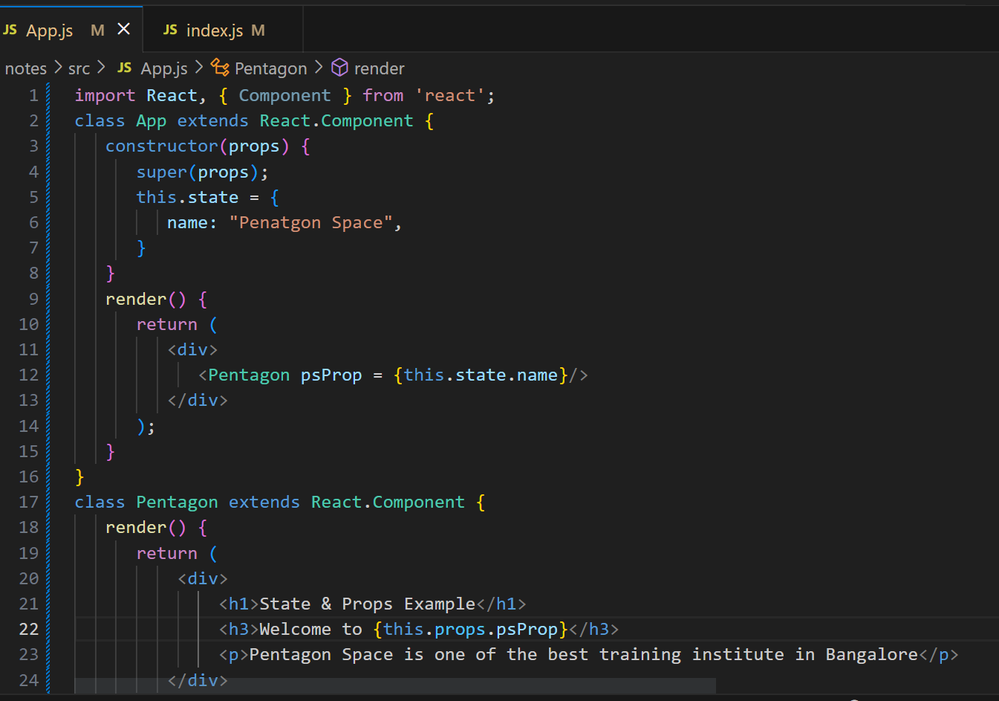 JS App.js M × JS index.js M
notes > src > JS App.js > Pentagon > render
1 import React, { Component } from 'react';
2 class App extends React.Component {
3 constructor(props) {
4 super(props);
5 this.state = {
6 name: "Penatgon Space",
7 }
8 }
9 render() {
10 return (
11 <div>
12 <Pentagon psProp = {this.state.name}/>
13 </div>
14 );
15 }
16 }
17 class Pentagon extends React.Component {
18 render() {
19 return (
20 <div>
21 <h1>State & Props Example</h1>
22 <h3>Welcome to {this.props.psProp}</h3>
23 <p>Pentagon Space is one of the best training institute in Bangalore</p>
24 </div>